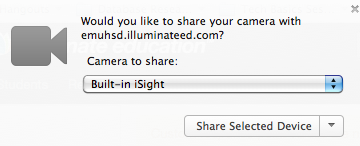 Would you like to share your camera with
emuhsd.illuminateed.com?
Camera to share:
Built-in iSight
Share Selected Device